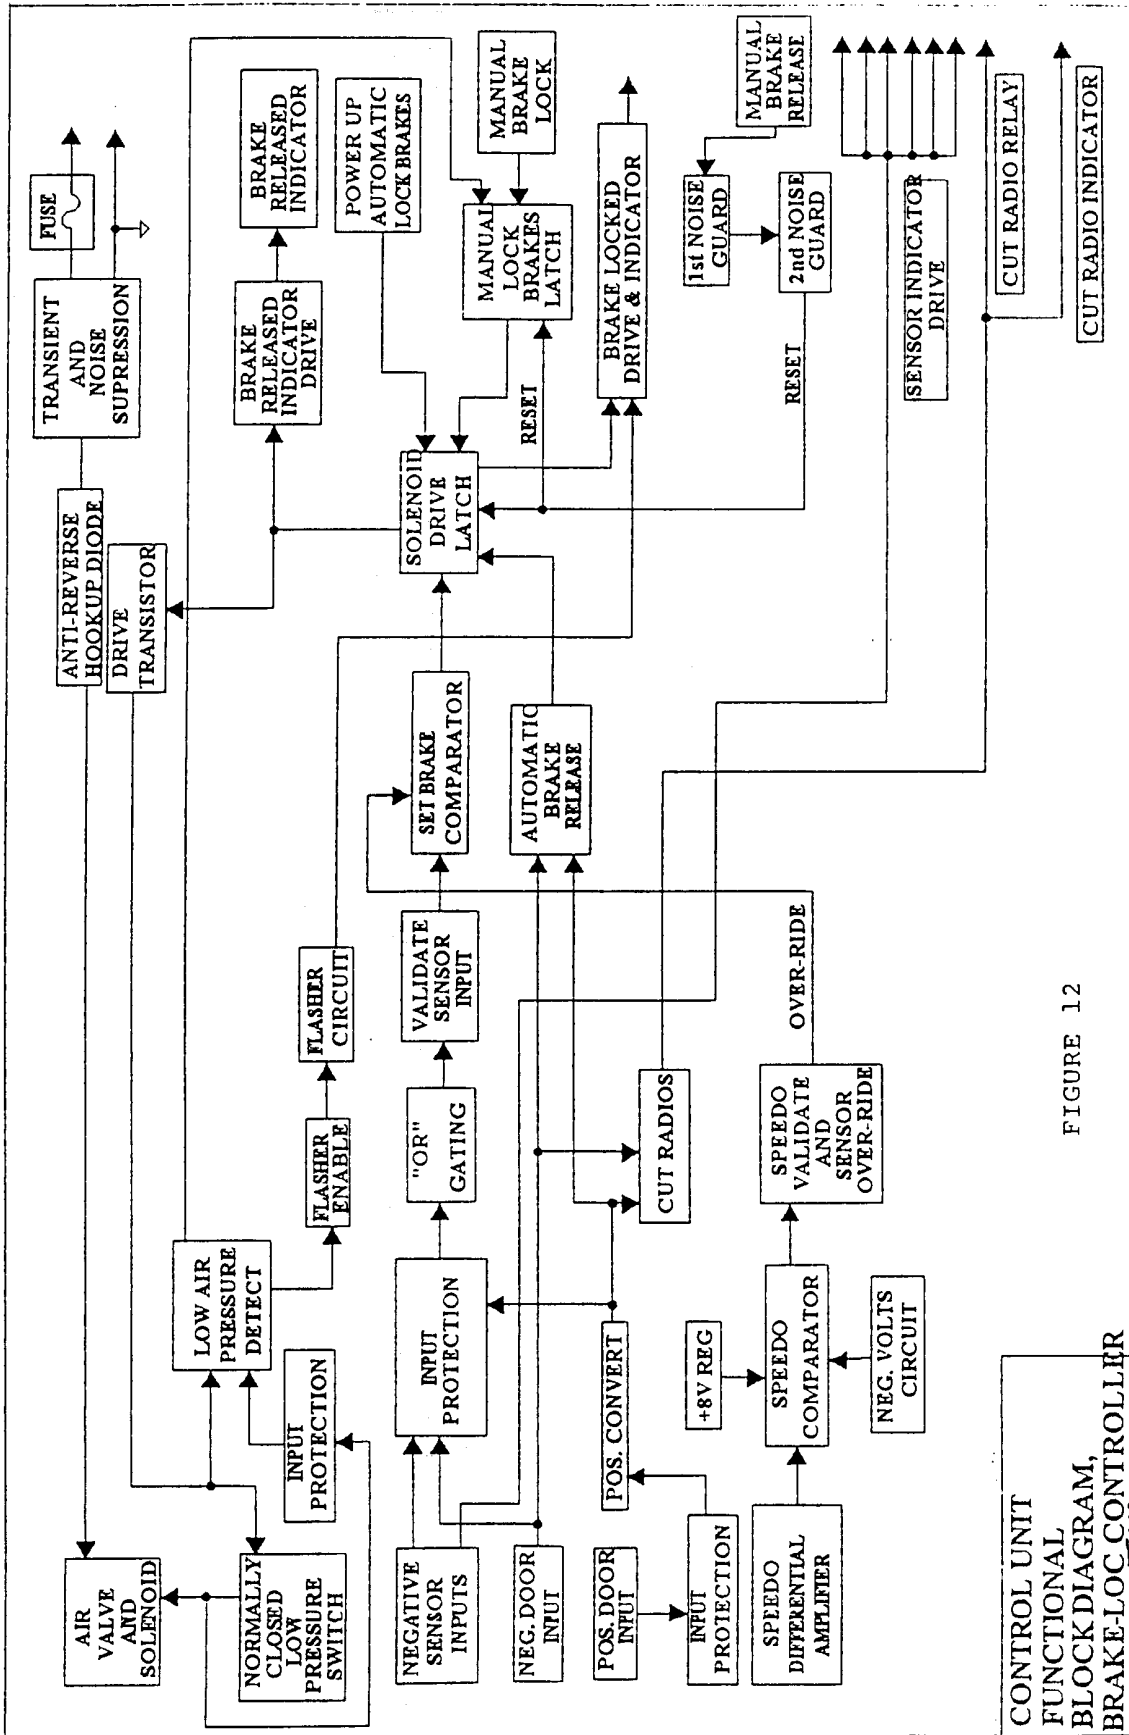 AIR
VALVE AND
SOLENOID
NORMALLY
CLOSED
LOW
PRESSURE
SWITCH
ANTI-REVERSE
HOOKUP DIODE
TRANSIENT
AND
NOISE
SUPRESSION
FUSE
DRIVE
TRANSISTOR
BRAKE
RELEASED
INDICATOR
DRIVE
BRAKE
RELEASED
INDICATOR
LOW AIR
PRESSURE
DETECT
INPUT
PROTECTION
FLASHER
ENABLE
FLASHER
CIRCUIT
POWER UP
AUTOMATIC
LOCK BRAKES
NEGATIVE
SENSOR
INPUTS
INPUT
PROTECTION
"OR"
GATING
VALIDATE
SENSOR
INPUT
SET BRAKE
COMPARATOR
SOLENOID
DRIVE
LATCH
MANUAL
LOCK
BRAKES
LATCH
MANUAL
BRAKE
LOCK
RESET
NEG. DOOR
INPUT
AUTOMATIC
BRAKE
RELEASE
BRAKE LOCKED
DRIVE & INDICATOR
POS. DOOR
INPUT
POS. CONVERT
INPUT
PROTECTION
CUT RADIOS
1st NOISE
GUARD
MANUAL
BRAKE
RELEASE
2nd NOISE
GUARD
RESET
+8V REG
SPEEDO
DIFFERENTIAL
AMPLIFIER
SPEEDO
COMPARATOR
NEG. VOLTS
CIRCUIT
SPEEDO
VALIDATE
AND
SENSOR
OVER-RIDE
OVER-RIDE
SENSOR INDICATOR
DRIVE
CUT RADIO RELAY
CUT RADIO INDICATOR
CONTROL UNIT
FUNCTIONAL
BLOCK DIAGRAM,
BRAKE-LOC CONTROLLER
FIGURE 12